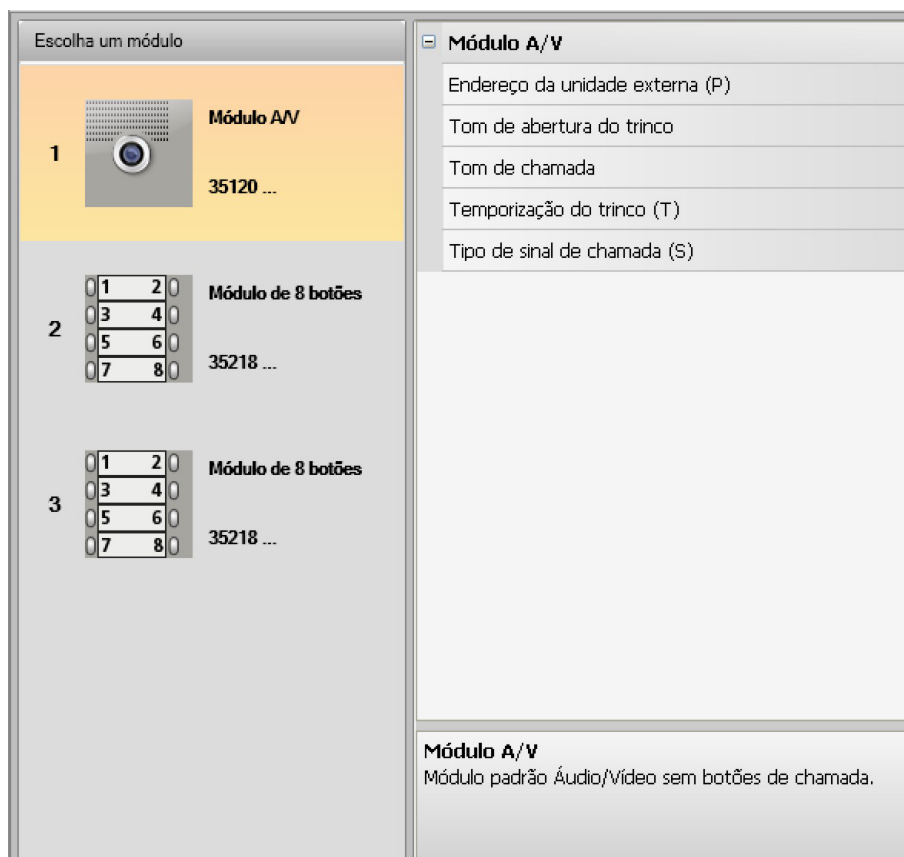 Escolha um módulo
1
Módulo A/V
35120 ...
2
1 2
3 4
5 6
7 8
Módulo de 8 botões
35218 ...
3
1 2
3 4
5 6
7 8
Módulo de 8 botões
35218 ...
Módulo A/V
Endereço da unidade externa (P)
Tom de abertura do trinco
Tom de chamada
Temporização do trinco (T)
Tipo de sinal de chamada (S)
Módulo A/V
Módulo padrão Áudio/Vídeo sem botões de chamada.